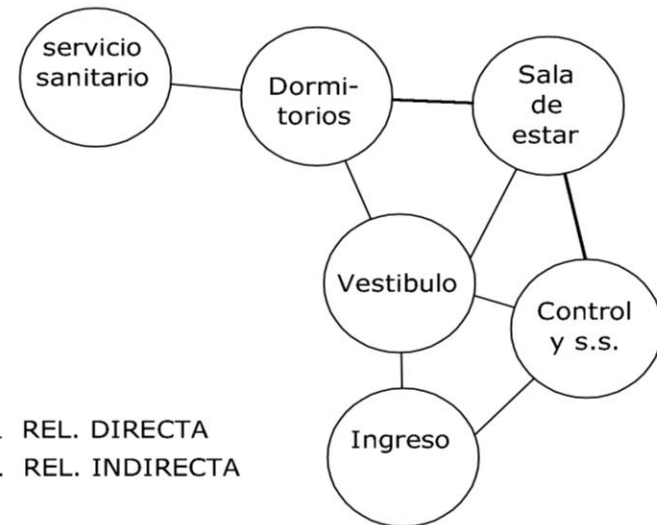 servicio
sanitario
Dormi-
torios
Sala
de
estar
Vestibulo
Control
y s.s.
Ingreso
REL. DIRECTA
REL. INDIRECTA